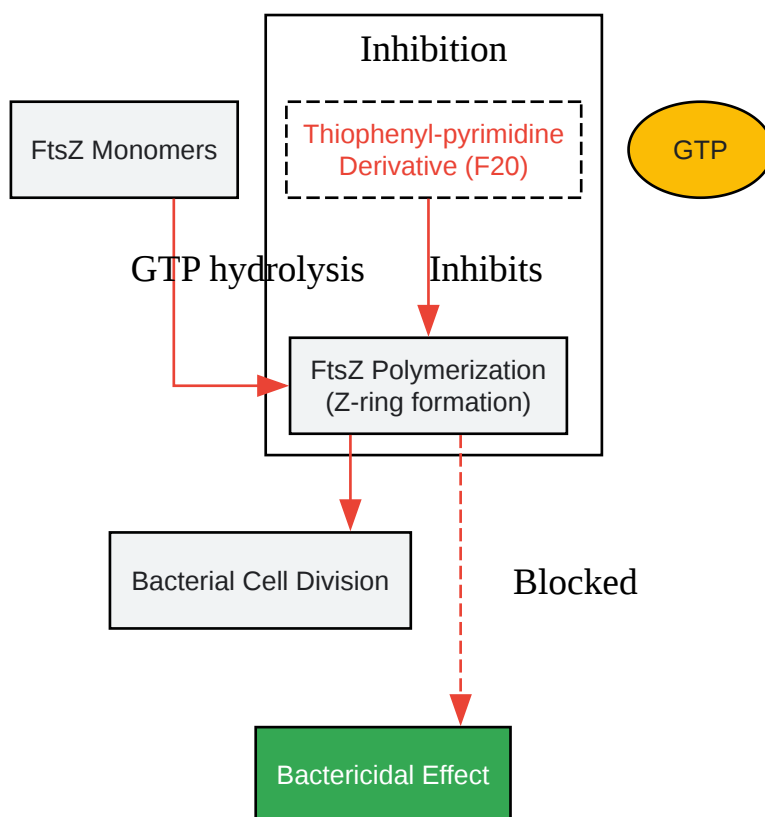 Inhibition
FtsZ Monomers
Thiophenyl-pyrimidine
Derivative (F20)
GTP
GTP hydrolysis
Inhibits
FtsZ Polymerization
(Z-ring formation)
Bacterial Cell Division
Blocked
Bactericidal Effect